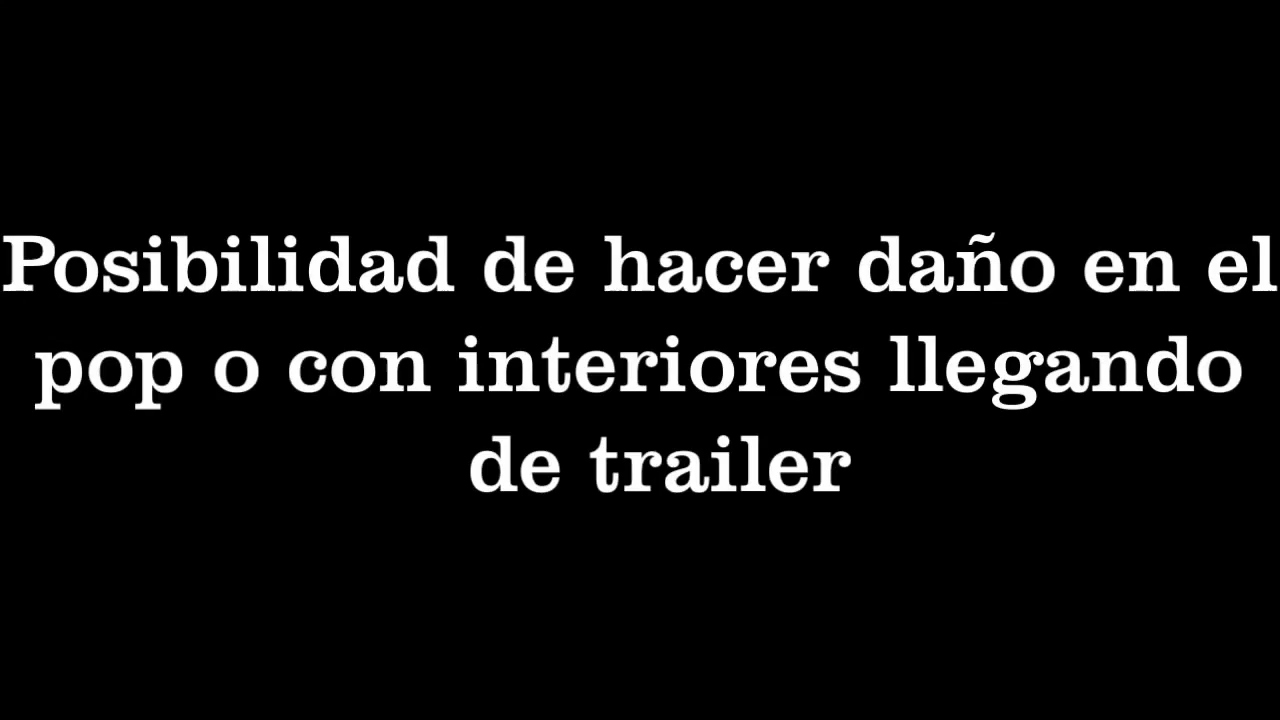 Posibilidad de hacer daño en el
pop o con interiores llegando
de trailer